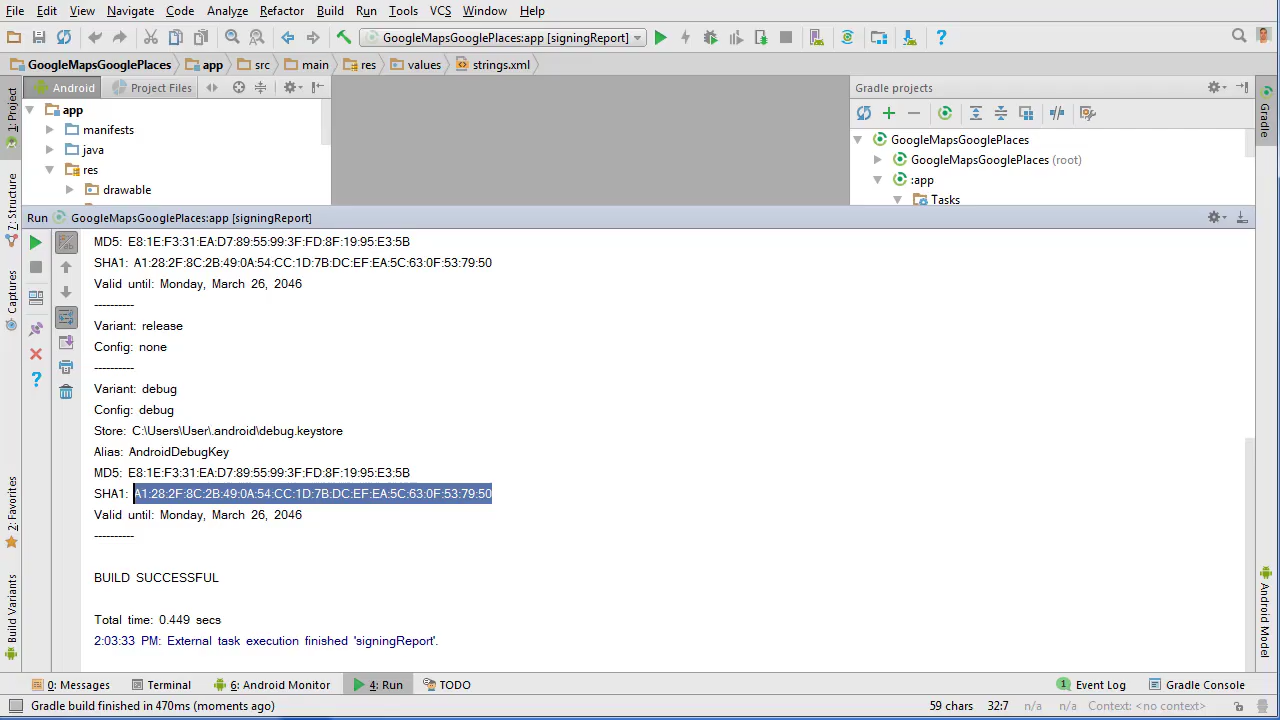 File Edit View Navigate Code Analyze Refactor Build Run Tools VCS Window Help
GoogleMapsGooglePlaces:app [signingReport]
GoogleMapsGooglePlaces app src main res values strings.xml
Android Project Files
Gradle projects
app
manifests
java
res
drawable
GoogleMapsGooglePlaces
GoogleMapsGooglePlaces (root)
:app
Tasks
1: Project
7: Structure
Captures
2: Favorites
Build Variants
Gradle
Android Model
Run GoogleMapsGooglePlaces:app [signingReport]
MD5: E8:1E:F3:31:EA:D7:89:55:99:3F:FD:8F:19:95:E3:5B
SHA1: A1:28:2F:8C:2B:49:0A:54:CC:1D:7B:DC:EF:EA:5C:63:0F:53:79:50
Valid until: Monday, March 26, 2046
----------
Variant: release
Config: none
----------
Variant: debug
Config: debug
Store: C:\Users\User\.android\debug.keystore
Alias: AndroidDebugKey
MD5: E8:1E:F3:31:EA:D7:89:55:99:3F:FD:8F:19:95:E3:5B
SHA1: A1:28:2F:8C:2B:49:0A:54:CC:1D:7B:DC:EF:EA:5C:63:0F:53:79:50
Valid until: Monday, March 26, 2046
----------
BUILD SUCCESSFUL
Total time: 0.449 secs
2:03:33 PM: External task execution finished 'signingReport'.
0: Messages Terminal 6: Android Monitor 4: Run TODO 1 Event Log Gradle Console
Gradle build finished in 470ms (moments ago) 59 chars 32:7 n/a n/a Context: <no context>